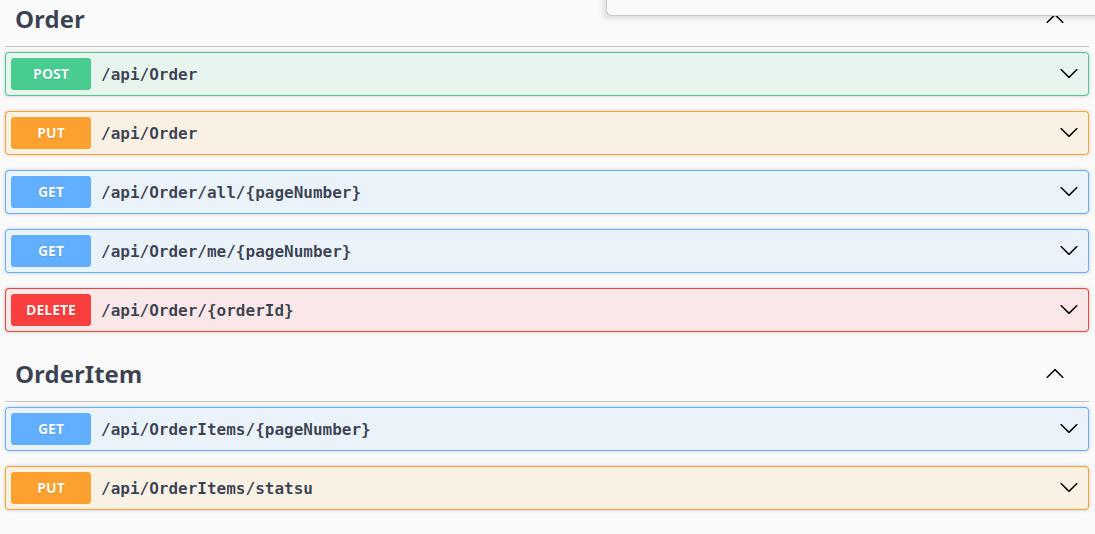 Order
POST /api/Order
PUT /api/Order
GET /api/Order/all/{pageNumber}
GET /api/Order/me/{pageNumber}
DELETE /api/Order/{orderId}
OrderItem
GET /api/OrderItems/{pageNumber}
PUT /api/OrderItems/statsu